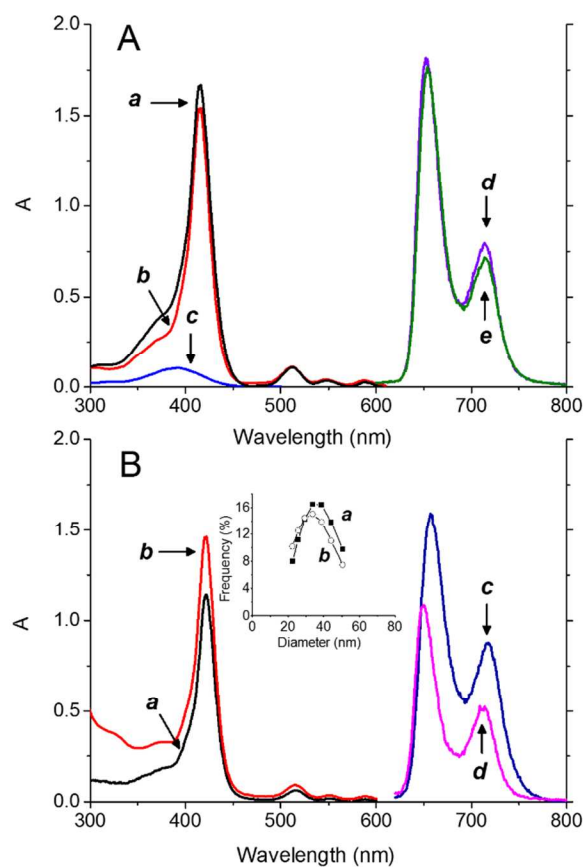 A
2.0
1.5
1.0
0.5
0.0
A
a
b
c
d
e
300 400 500 600 700 800
Wavelength (nm)
B
2.0
1.5
1.0
0.5
0.0
A
b
a
c
d
16
12
8
4
0
Frequency (%)
a
b
0 20 40 60 80
Diameter (nm)
300 400 500 600 700 800
Wavelength (nm)